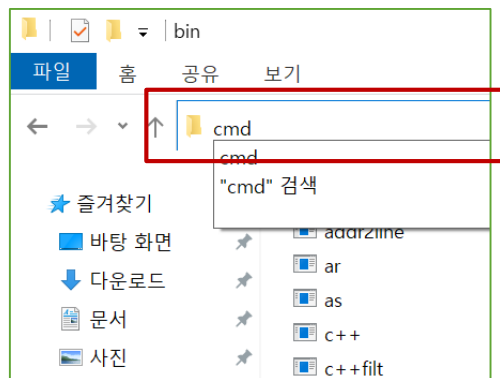 bin
파일 홈 공유 보기
cmd
cmd
"cmd" 검색
즐겨찾기
바탕 화면
다운로드
문서
사진
addr2line
ar
as
c++
c++filt